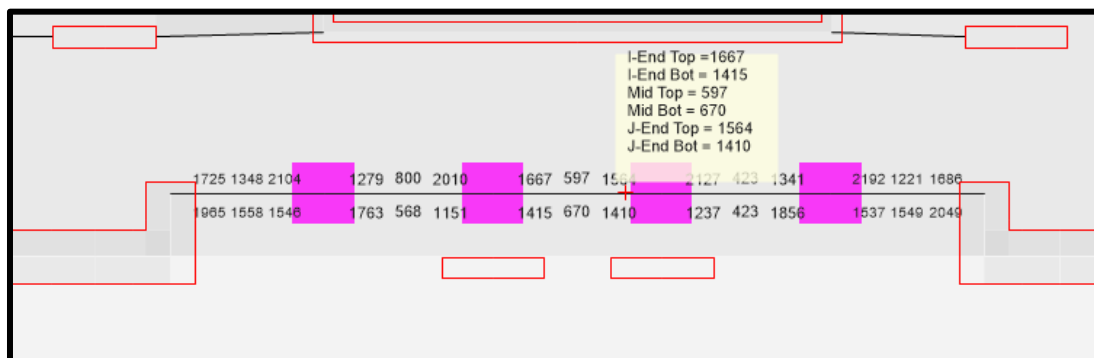 I-End Top =1667
I-End Bot = 1415
Mid Top = 597
Mid Bot = 670
J-End Top = 1564
J-End Bot = 1410
1725 1348 2104 1279 800 2010 1667 597 1564 2127 423 1341 2192 1221 1686
1965 1558 1546 1763 568 1151 1415 670 1410 1237 423 1856 1537 1549 2049